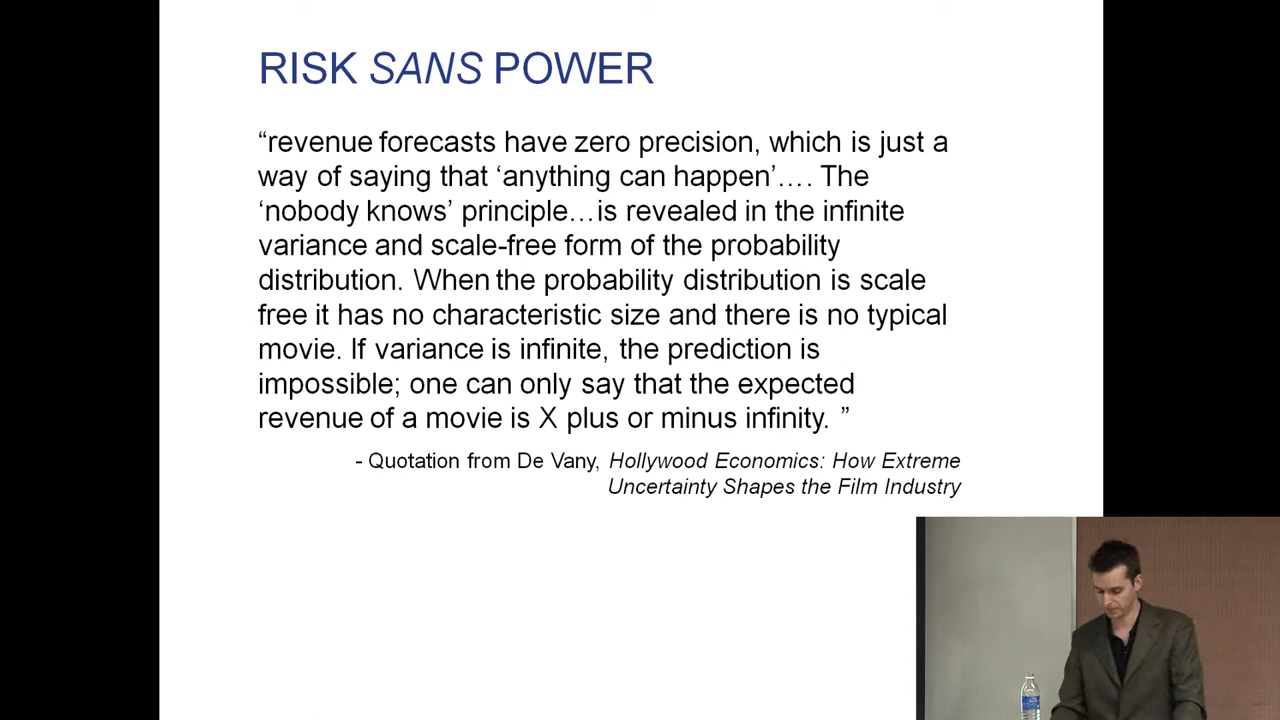 RISK SANS POWER
“revenue forecasts have zero precision, which is just a
way of saying that ‘anything can happen’…. The
‘nobody knows’ principle…is revealed in the infinite
variance and scale-free form of the probability
distribution. When the probability distribution is scale
free it has no characteristic size and there is no typical
movie. If variance is infinite, the prediction is
impossible; one can only say that the expected
revenue of a movie is X plus or minus infinity. ”
- Quotation from De Vany, Hollywood Economics: How Extreme
Uncertainty Shapes the Film Industry